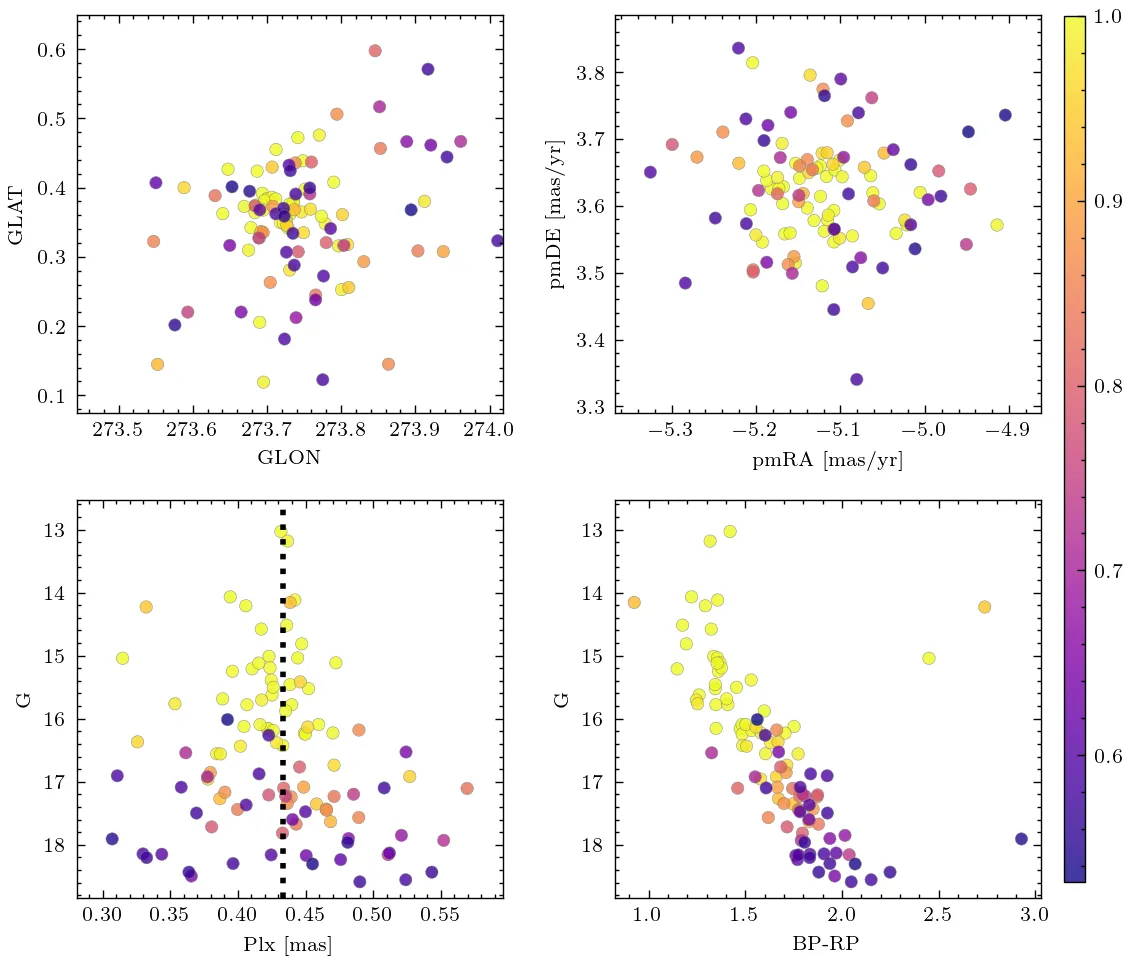 0.6
0.5
0.4
0.3
0.2
0.1
GLAT
273.5 273.6 273.7 273.8 273.9 274.0
GLON
3.8
3.7
3.6
3.5
3.4
3.3
pmDE [mas/yr]
−5.3 −5.2 −5.1 −5.0 −4.9
pmRA [mas/yr]
1.0
0.9
0.8
0.7
0.6
13
14
15
16
17
18
G
0.30 0.35 0.40 0.45 0.50 0.55
Plx [mas]
13
14
15
16
17
18
G
1.0 1.5 2.0 2.5 3.0
BP-RP